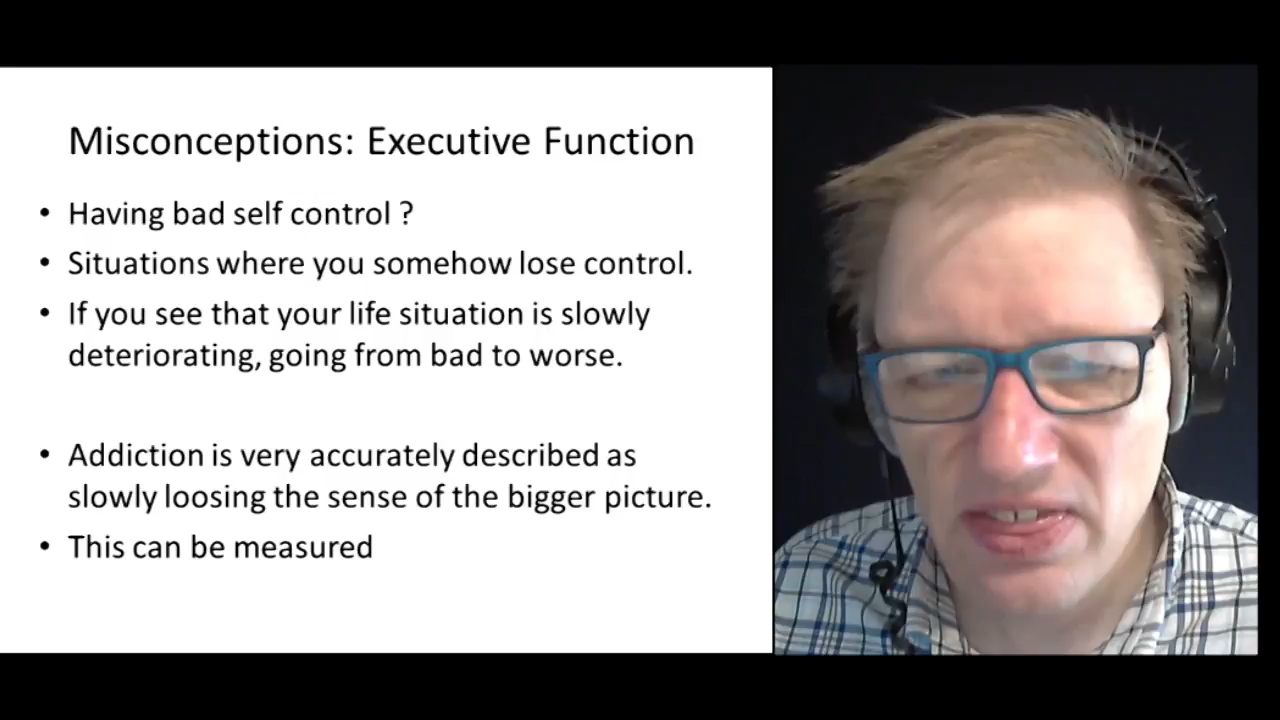 Misconceptions: Executive Function
• Having bad self control ?
• Situations where you somehow lose control.
• If you see that your life situation is slowly
deteriorating, going from bad to worse.
• Addiction is very accurately described as
slowly loosing the sense of the bigger picture.
• This can be measured